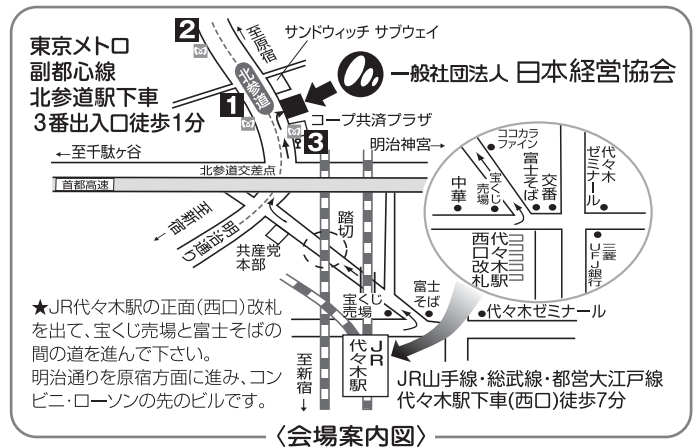 東京メトロ
副都心線
北参道駅下車
3番出入口徒歩1分
2
至原宿
サンドウィッチ サブウェイ
北参道
一般社団法人 日本経営協会
1
コープ共済プラザ
3
←至千駄ヶ谷
明治神宮→
北参道交差点
首都高速
至新宿
明治通り
共産党
本部
踏切
宝くじ
売場
富士
そば
代々木ゼミナール
JR
代々木駅
至新宿→
ココカラ
ファイン
中華
宝くじ
売場
富士そば
交番
代々木
ゼミナール
代々木駅
西口改札
三菱
UFJ銀行
★JR代々木駅の正面(西口)改札
を出て、宝くじ売場と富士そばの
間の道を進んで下さい。
明治通りを原宿方面に進み、コン
ビニ・ローソンの先のビルです。
JR山手線・総武線・都営大江戸線
代々木駅下車(西口)徒歩7分
〈会場案内図〉